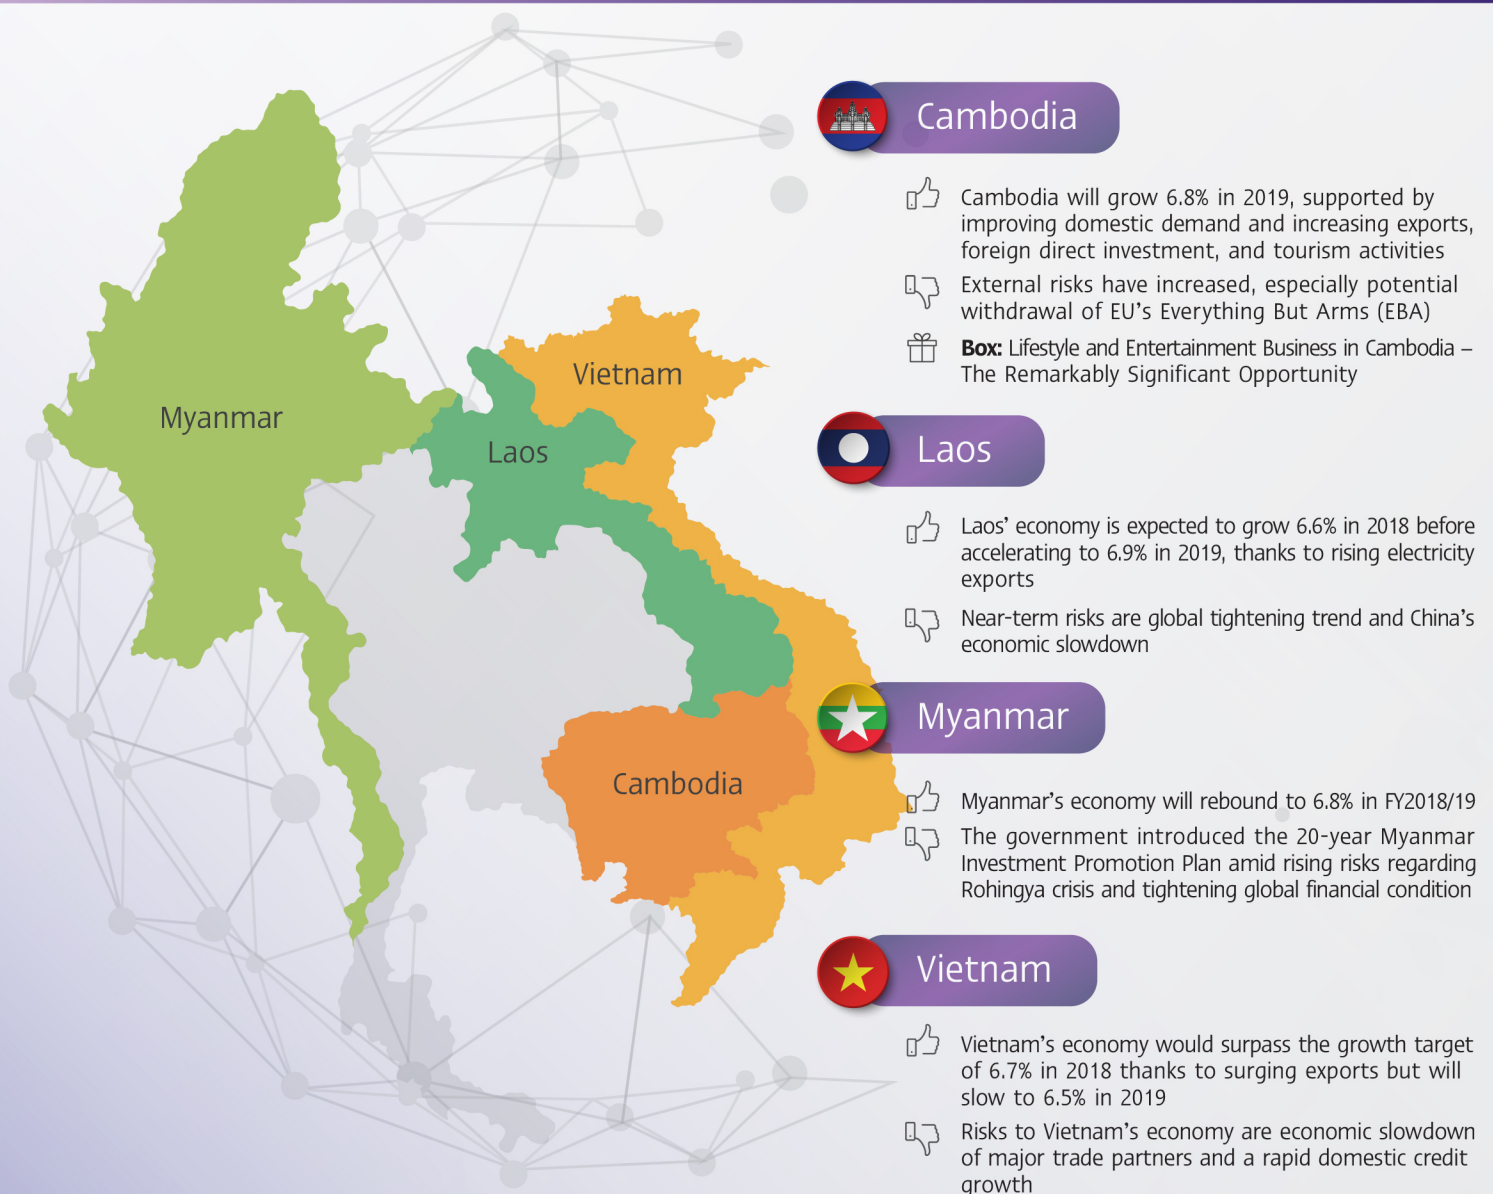 Myanmar
Vietnam
Laos
Cambodia
Cambodia
Cambodia will grow 6.8% in 2019, supported by
improving domestic demand and increasing exports,
foreign direct investment, and tourism activities
External risks have increased, especially potential
withdrawal of EU's Everything But Arms (EBA)
Box: Lifestyle and Entertainment Business in Cambodia –
The Remarkably Significant Opportunity
Laos
Laos' economy is expected to grow 6.6% in 2018 before
accelerating to 6.9% in 2019, thanks to rising electricity
exports
Near-term risks are global tightening trend and China's
economic slowdown
Myanmar
Myanmar's economy will rebound to 6.8% in FY2018/19
The government introduced the 20-year Myanmar
Investment Promotion Plan amid rising risks regarding
Rohingya crisis and tightening global financial condition
Vietnam
Vietnam's economy would surpass the growth target
of 6.7% in 2018 thanks to surging exports but will
slow to 6.5% in 2019
Risks to Vietnam's economy are economic slowdown
of major trade partners and a rapid domestic credit
growth